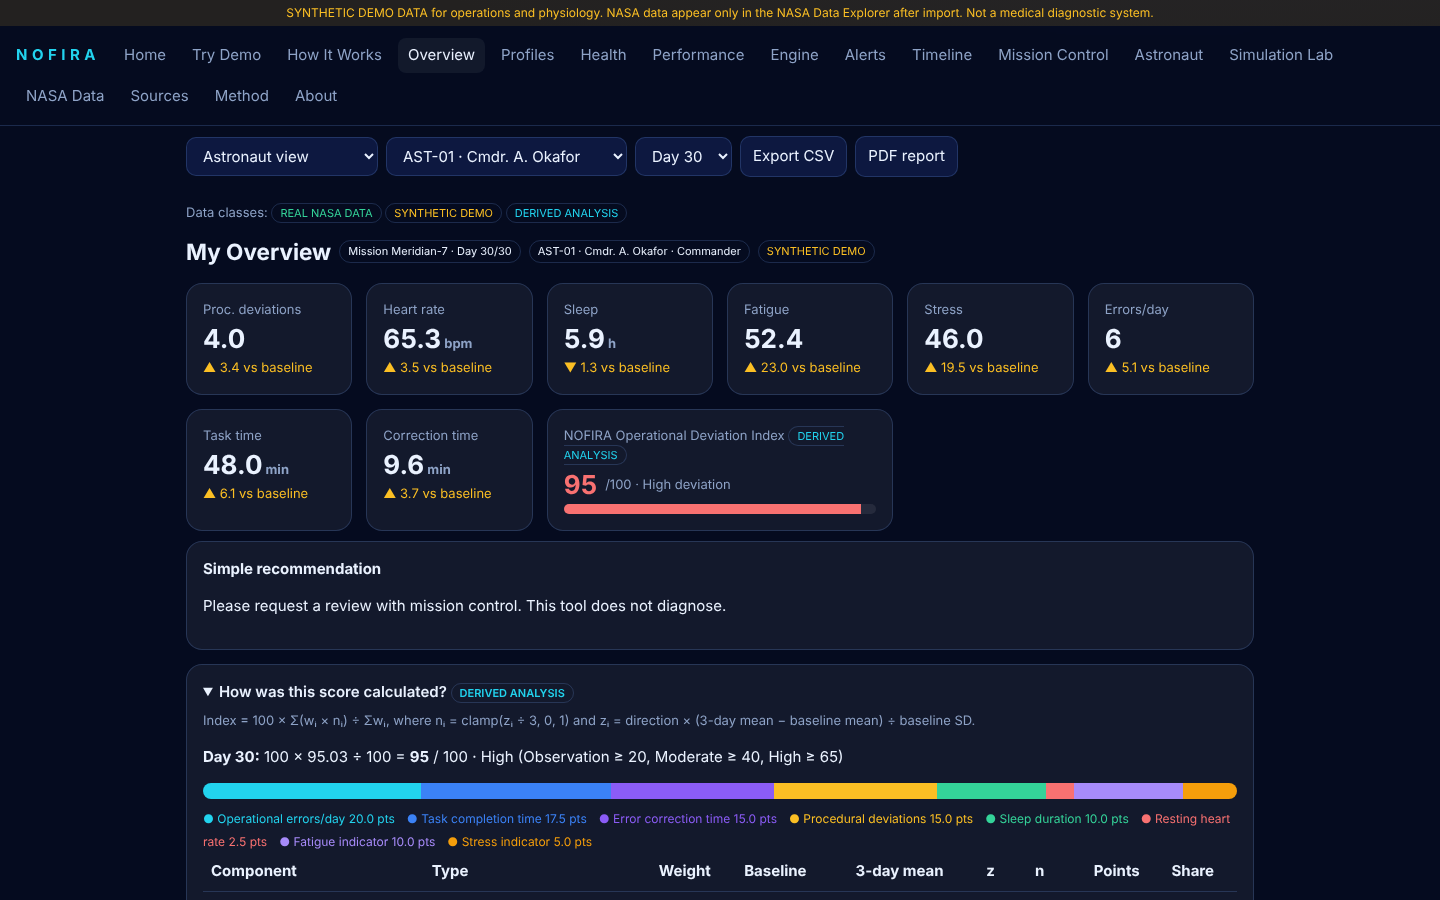 SYNTHETIC DEMO DATA for operations and physiology. NASA data appear only in the NASA Data Explorer after import. Not a medical diagnostic system.
NOFIRA Home Try Demo How It Works Overview Profiles Health Performance Engine Alerts Timeline Mission Control Astronaut Simulation Lab
NASA Data Sources Method About
Astronaut view AST-01 · Cmdr. A. Okafor Day 30 Export CSV PDF report
Data classes: REAL NASA DATA SYNTHETIC DEMO DERIVED ANALYSIS
My Overview Mission Meridian-7 · Day 30/30 AST-01 · Cmdr. A. Okafor · Commander SYNTHETIC DEMO
Proc. deviations
4.0
▲ 3.4 vs baseline
Heart rate
65.3 bpm
▲ 3.5 vs baseline
Sleep
5.9 h
▼ 1.3 vs baseline
Fatigue
52.4
▲ 23.0 vs baseline
Stress
46.0
▲ 19.5 vs baseline
Errors/day
6
▲ 5.1 vs baseline
Task time
48.0 min
▲ 6.1 vs baseline
Correction time
9.6 min
▲ 3.7 vs baseline
NOFIRA Operational Deviation Index DERIVED
ANALYSIS
95 /100 · High deviation
Simple recommendation
Please request a review with mission control. This tool does not diagnose.
▼ How was this score calculated? DERIVED ANALYSIS
Index = 100 × Σ(wᵢ × nᵢ) ÷ Σwᵢ, where nᵢ = clamp(zᵢ ÷ 3, 0, 1) and zᵢ = direction × (3-day mean − baseline mean) ÷ baseline SD.
Day 30: 100 × 95.03 ÷ 100 = 95 / 100 · High (Observation ≥ 20, Moderate ≥ 40, High ≥ 65)
● Operational errors/day 20.0 pts ● Task completion time 17.5 pts ● Error correction time 15.0 pts ● Procedural deviations 15.0 pts ● Sleep duration 10.0 pts ● Resting heart
rate 2.5 pts ● Fatigue indicator 10.0 pts ● Stress indicator 5.0 pts
Component Type Weight Baseline 3-day mean z n Points Share